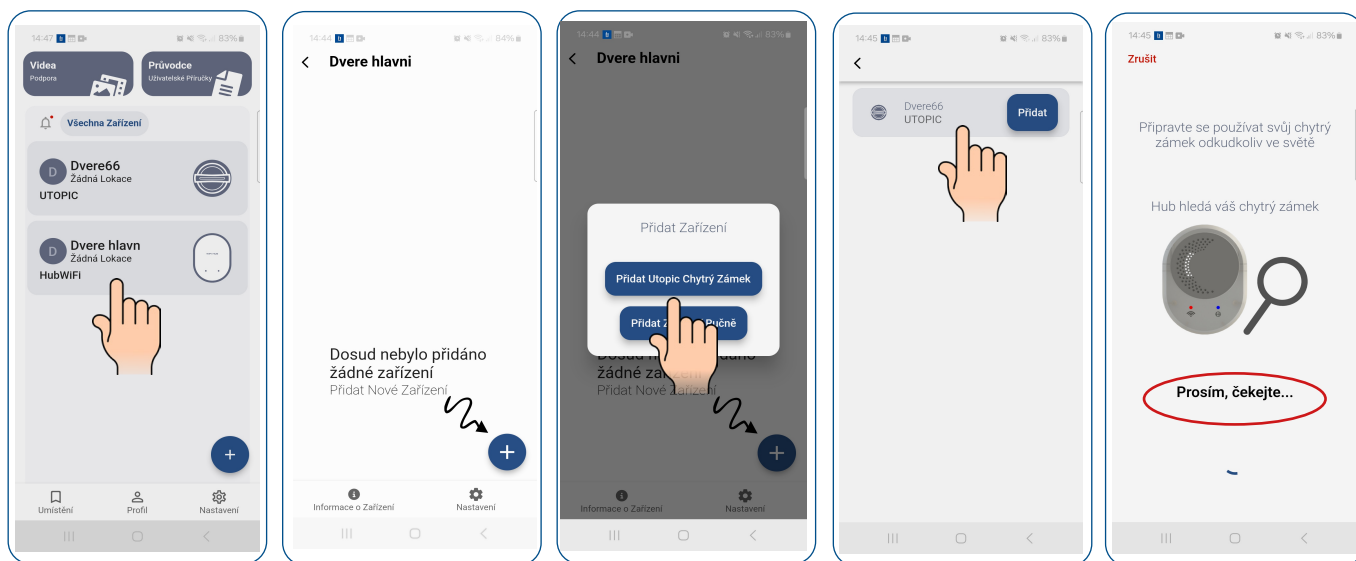 14:47
83%
Videa
Podpora
Průvodce
Uživatelské Příručky
Všechna Zařízení
D
Dvere66
Žádná Lokace
UTOPIC
D
Dvere hlavn
Žádná Lokace
HubWiFi
+
Umístění
Profil
Nastavení
14:44
84%
Dvere hlavni
Dosud nebylo přidáno
žádné zařízení
Přidat Nové Zařízení
+
Informace o Zařízení
Nastavení
14:44
83%
Dvere hlavni
Přidat Zařízení
Přidat Utopic Chytrý Zámek
Přidat
Ručně
žádné
Přidat Nové Zařízení
+
Informace o Zařízení
Nastavení
14:45
83%
Dvere66
UTOPIC
Přidat
14:45
83%
Zrušit
Připravte se používat svůj chytrý
zámek odkudkoliv ve světě
Hub hledá váš chytrý zámek
Prosím, čekejte...